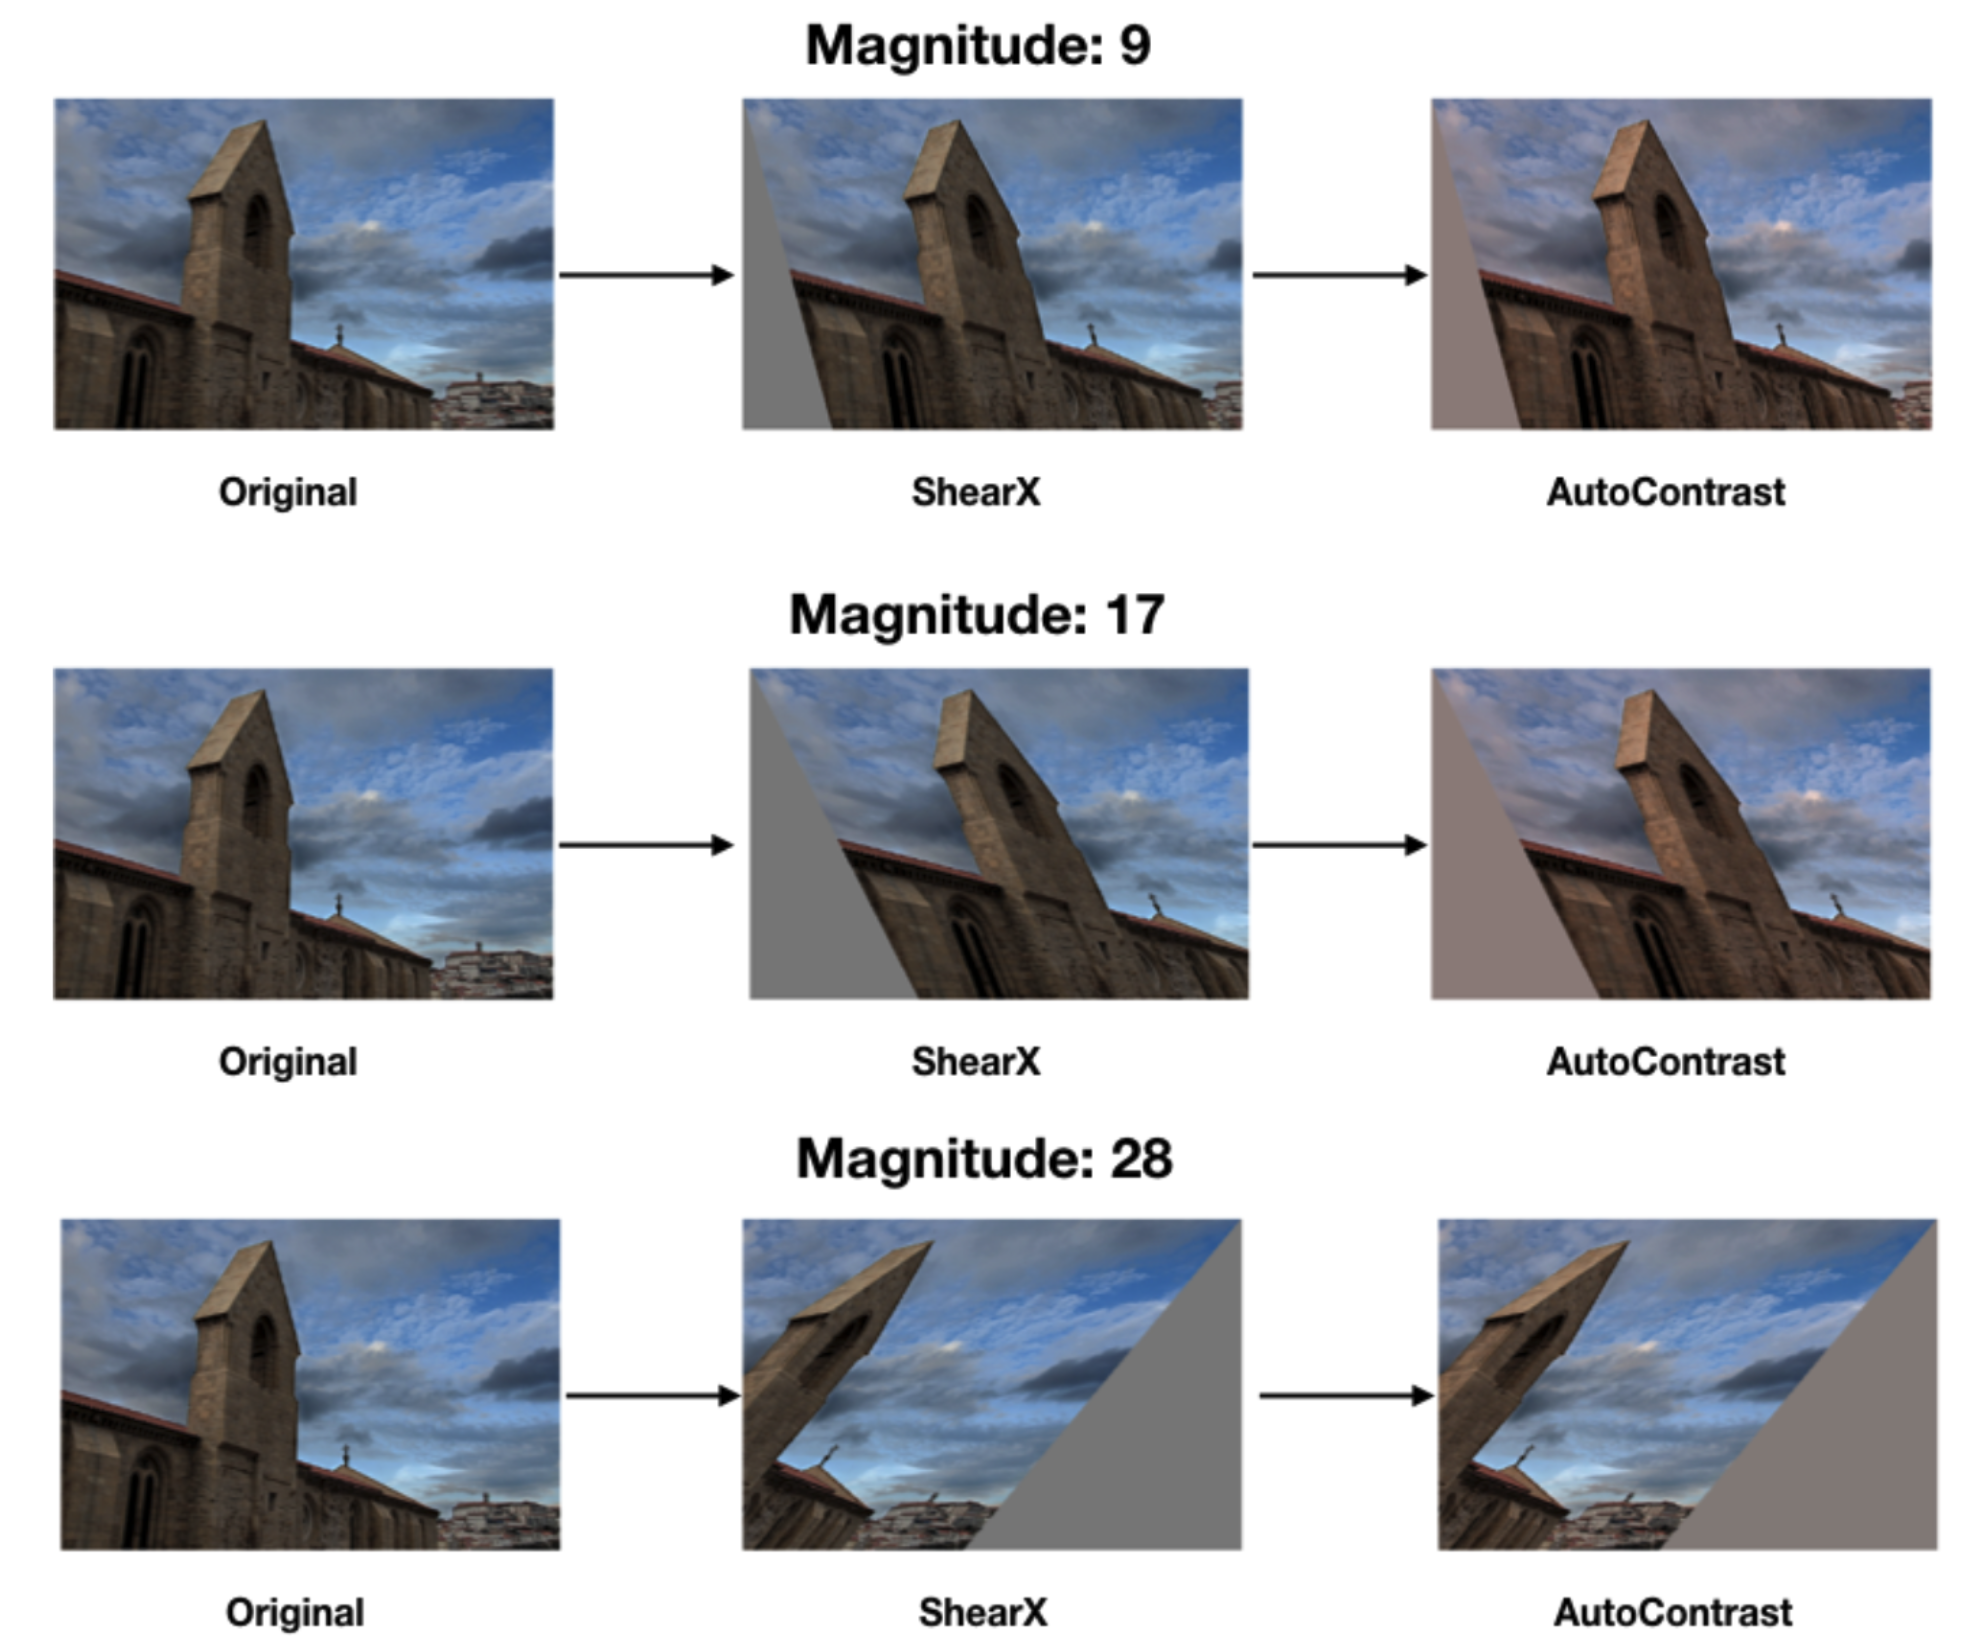 Magnitude: 9
Original
ShearX
AutoContrast
Magnitude: 17
Original
ShearX
AutoContrast
Magnitude: 28
Original
ShearX
AutoContrast